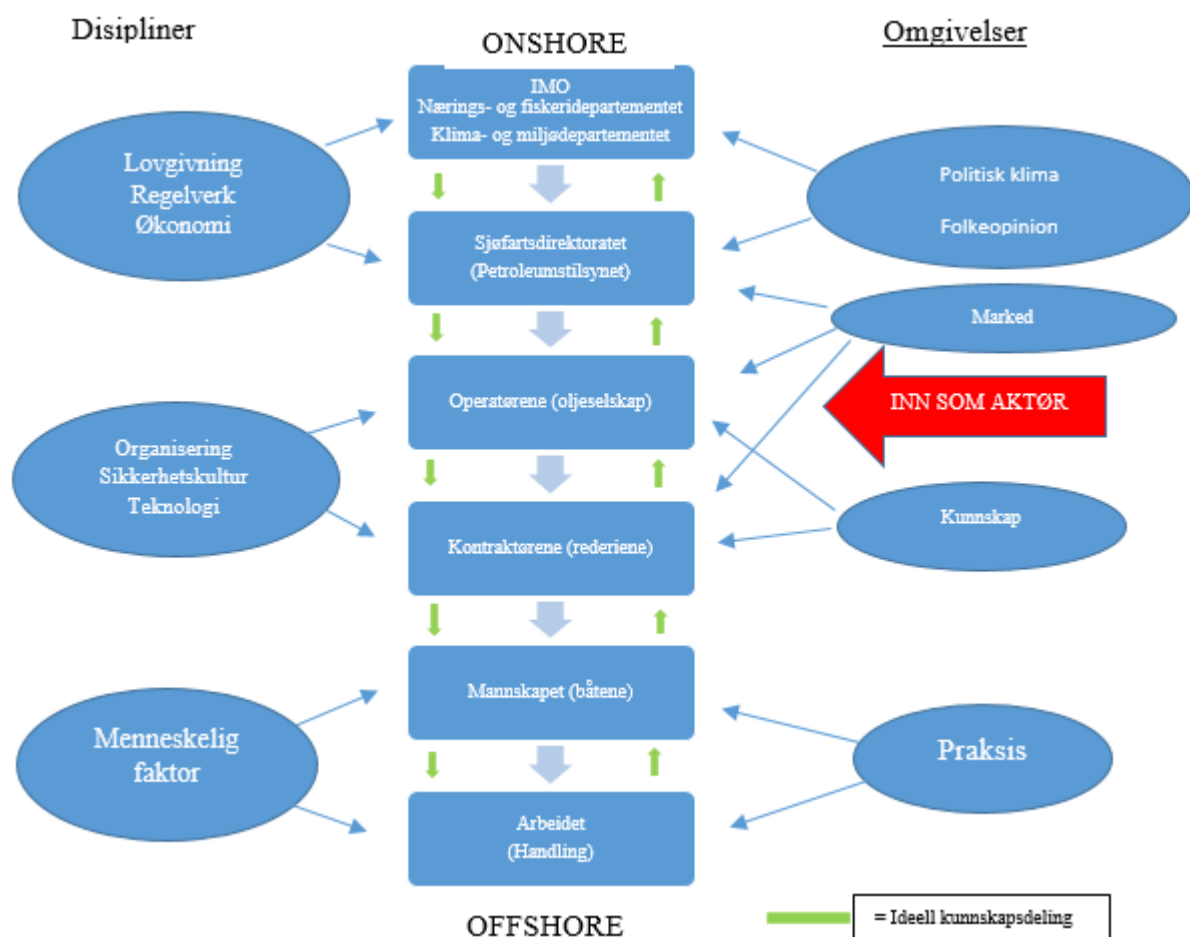 Disipliner
ONSHORE
Omgivelser
IMO
Nærings- og fiskeridepartementet
Klima- og miljødepartementet
Lovgivning
Regelverk
Økonomi
Politisk klima
Folkeopinion
Sjøfartsdirektoratet
(Petroleumstilsynet)
Marked
Operatørene (oljeselskap)
INN SOM AKTØR
Organisering
Sikkerhetskultur
Teknologi
Kunnskap
Kontraktørene (rederiene)
Mannskapet (båtene)
Menneskelig
faktor
Praksis
Arbeidet
(Handling)
OFFSHORE
= Ideell kunnskapsdeling